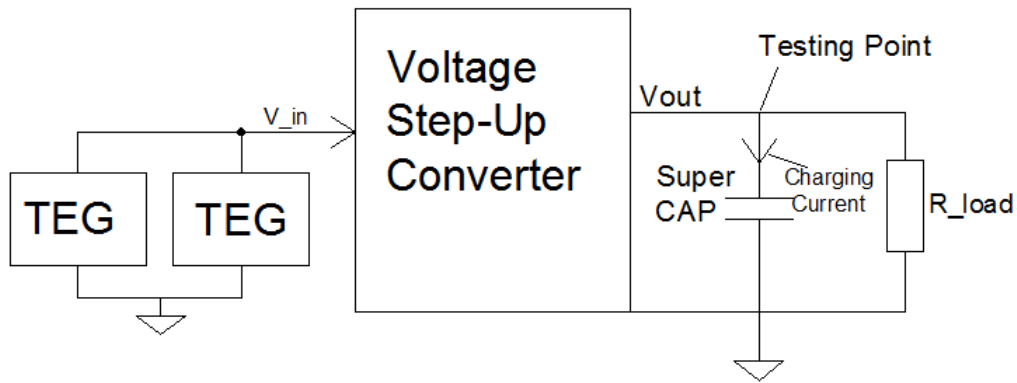 Voltage
Step-Up
Converter
Testing Point
Vout
V_in
TEG
TEG
Super
CAP
Charging
Current
R_load